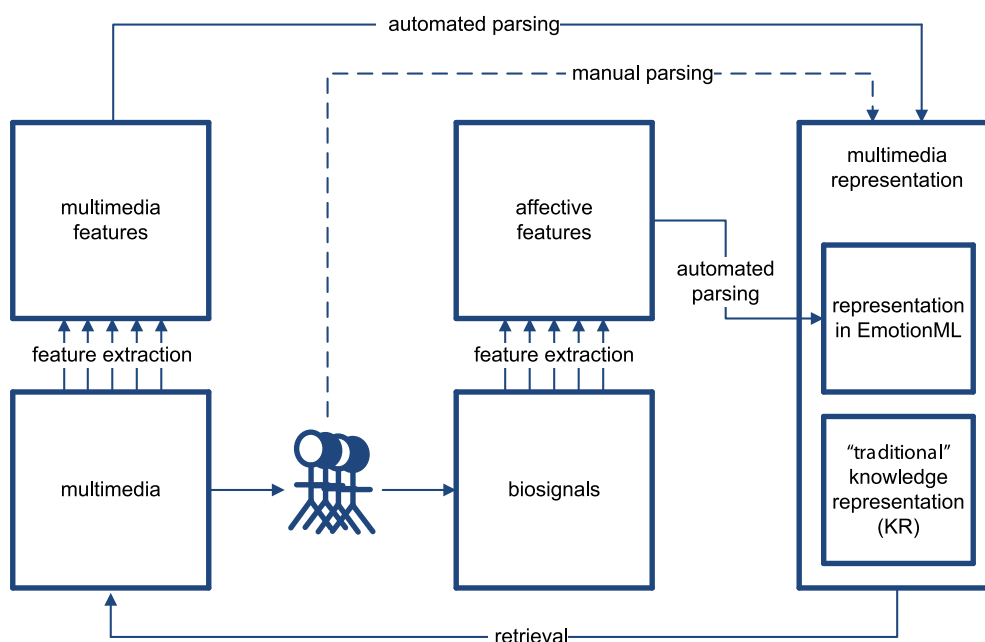 automated parsing
manual parsing
multimedia
features
affective
features
multimedia
representation
automated
parsing
representation
in EmotionML
feature extraction
feature extraction
multimedia
biosignals
“traditional”
knowledge
representation
(KR)
retrieval